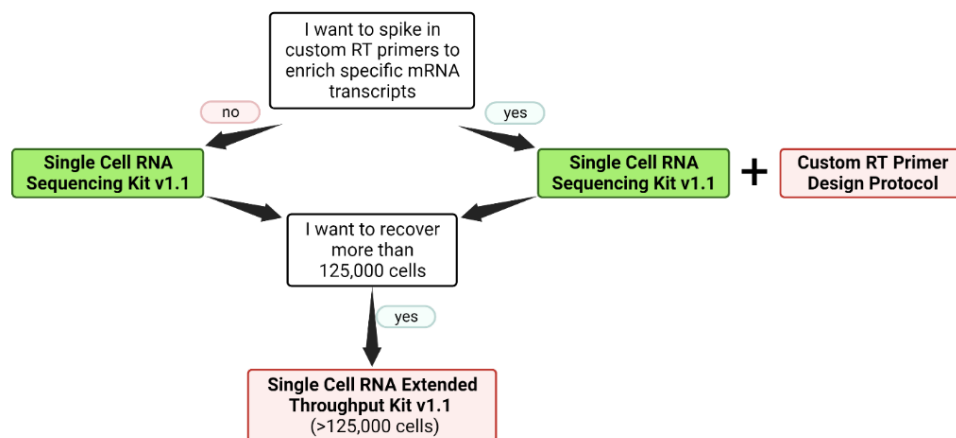 I want to spike in
custom RT primers to
enrich specific mRNA
transcripts
no
yes
Single Cell RNA
Sequencing Kit v1.1
Single Cell RNA
Sequencing Kit v1.1
+
Custom RT Primer
Design Protocol
I want to recover
more than
125,000 cells
yes
Single Cell RNA Extended
Throughput Kit v1.1
(>125,000 cells)